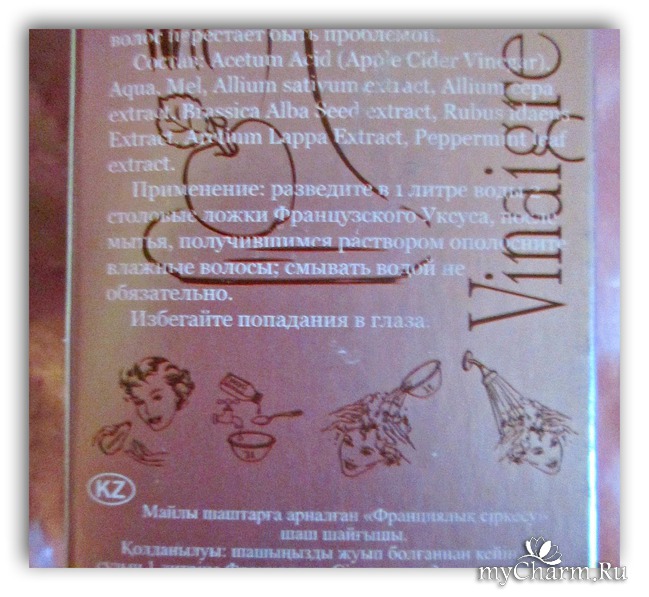 волос перестает быть проблемой.
Состав: Acetum Acid (Apple Cider Vinegar),
Aqua, Mel, Allium sativum extract, Allium cepa
extract, Brassica Alba Seed extract, Rubus idaeus
Extract, Arctium Lappa Extract, Peppermint leaf
extract.
Применение: разведите в 1 литре воды 2
столовые ложки Французского Уксуса, после
мытья, получившимся раствором ополосните
влажные волосы; смывать водой не
обязательно.
Избегайте попадания в глаза.
Vinaigre
KZ
Майлы шаштарға арналған «Франциялық сіркесу»
шаш шайғышы.
Қолданылуы: шашыңызды жуып болғаннан кейін
myCharm.Ru